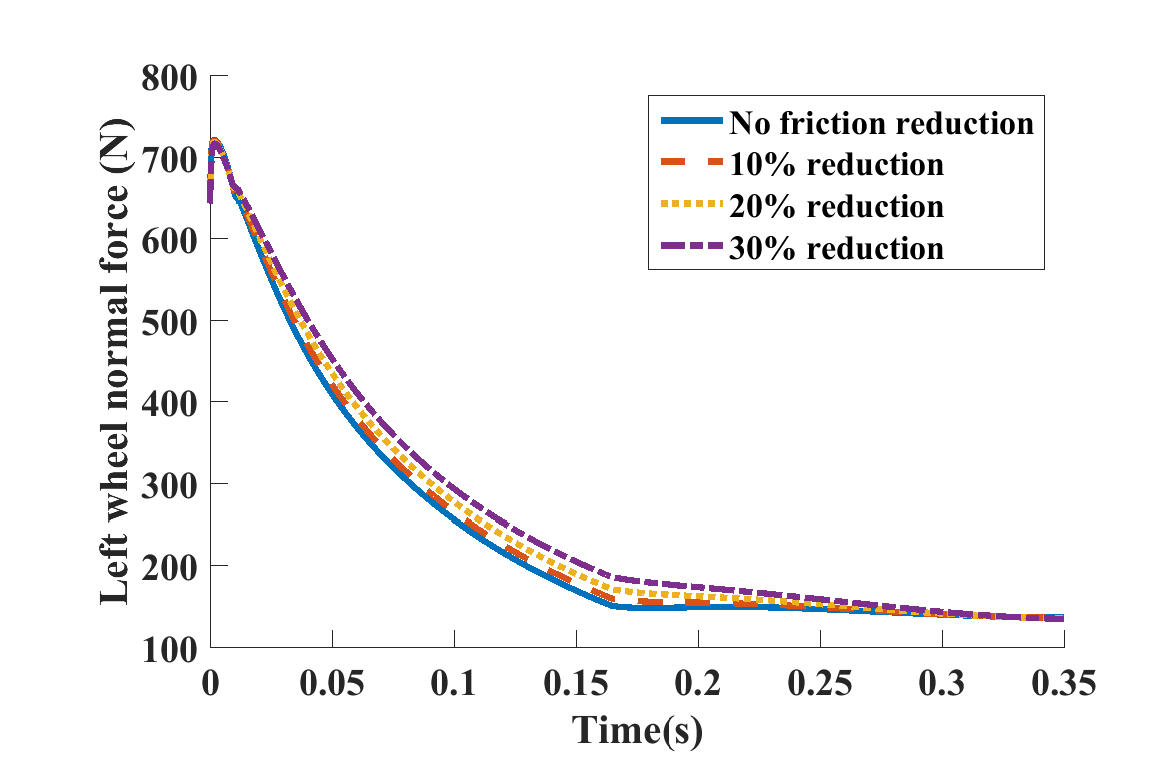 800
700
600
500
400
300
200
100
0
0.05
0.1
0.15
0.2
0.25
0.3
0.35
Left wheel normal force (N)
Time(s)
No friction reduction
10% reduction
20% reduction
30% reduction